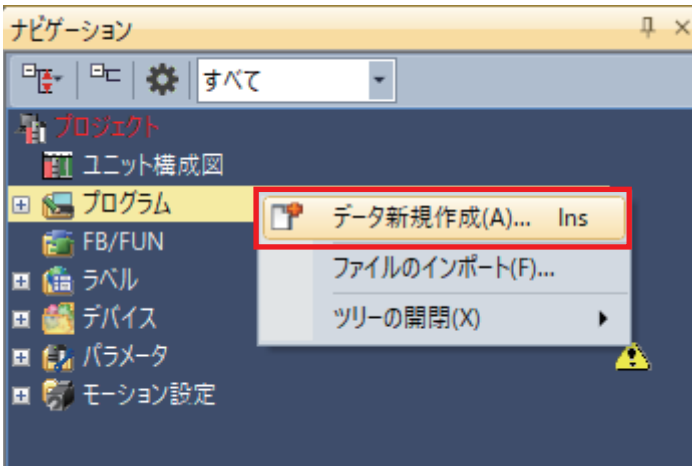 ナビゲーション
すべて
プロジェクト
ユニット構成図
プログラム
データ新規作成(A)... Ins
FB/FUN
ファイルのインポート(F)...
ラベル
デバイス
ツリーの開閉(X)
パラメータ
モーション設定